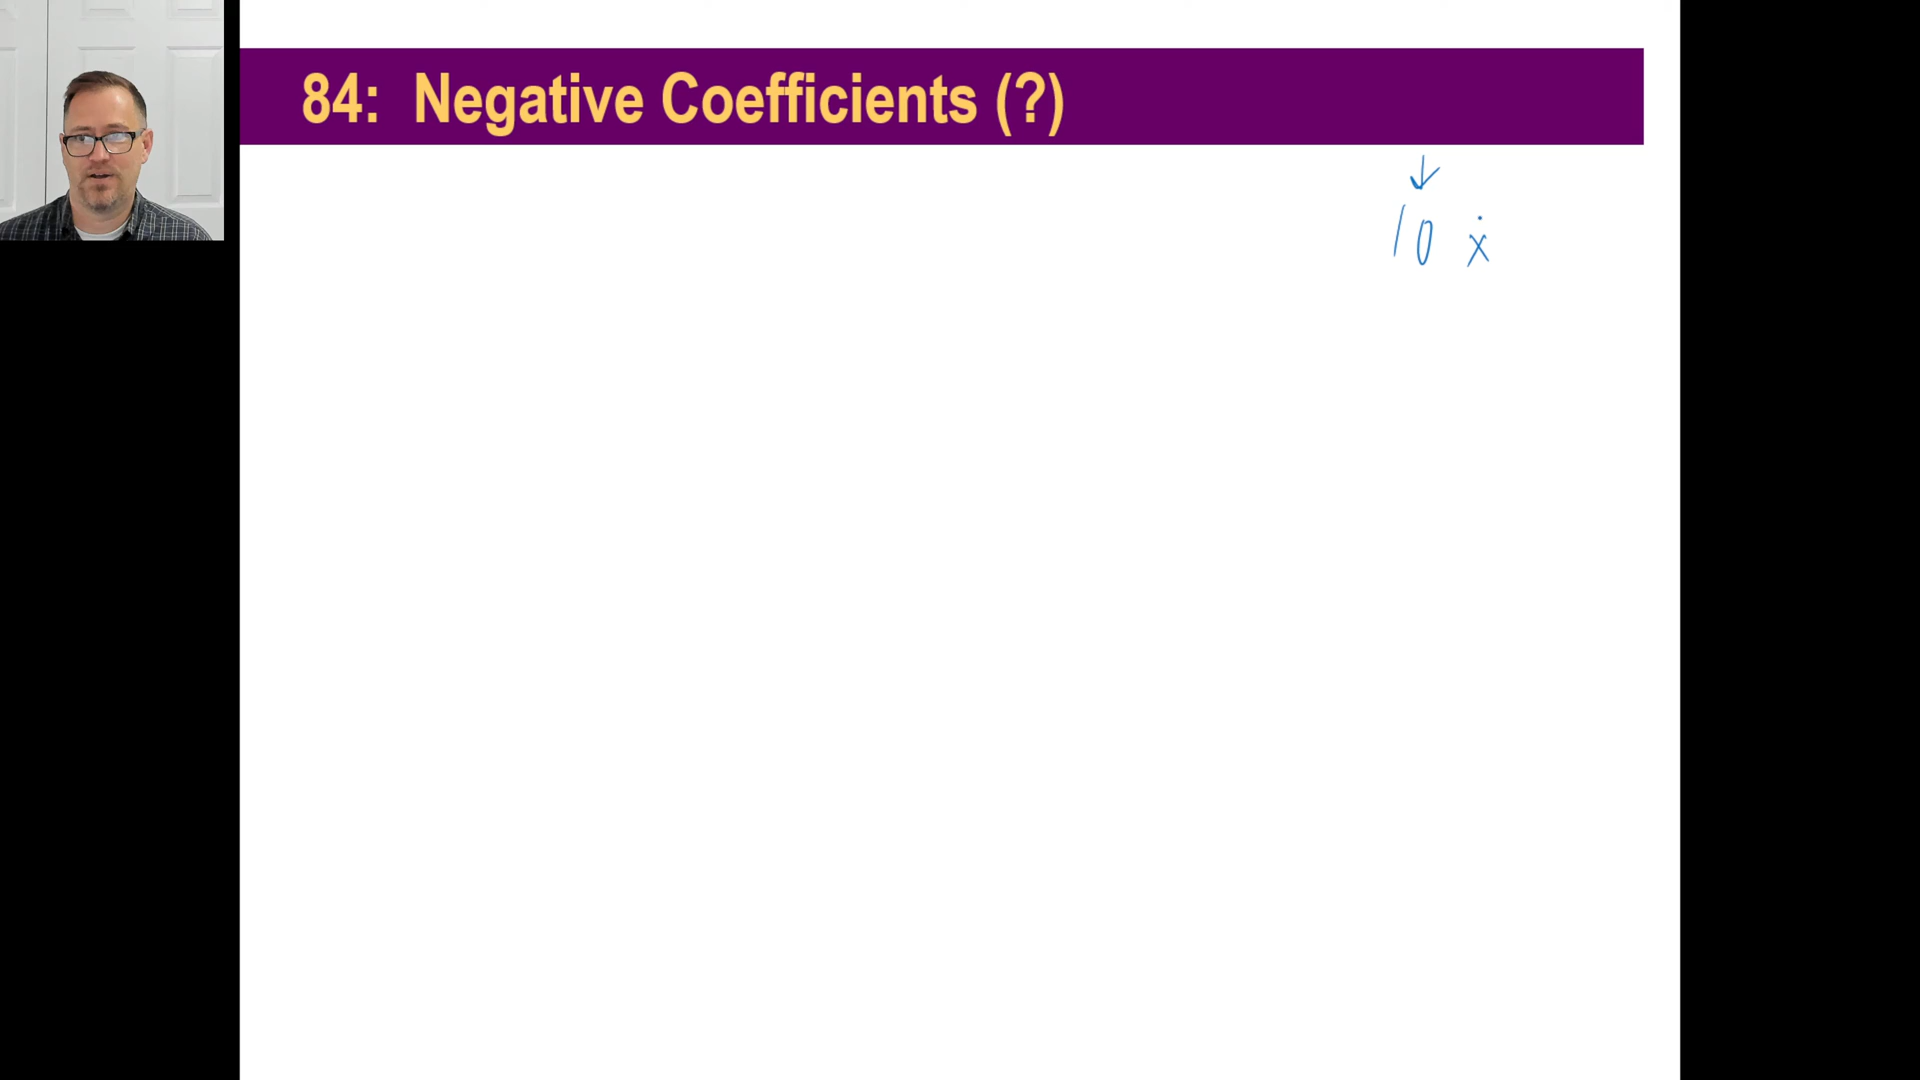 84: Negative Coefficients (?)
↓
10 ẋ